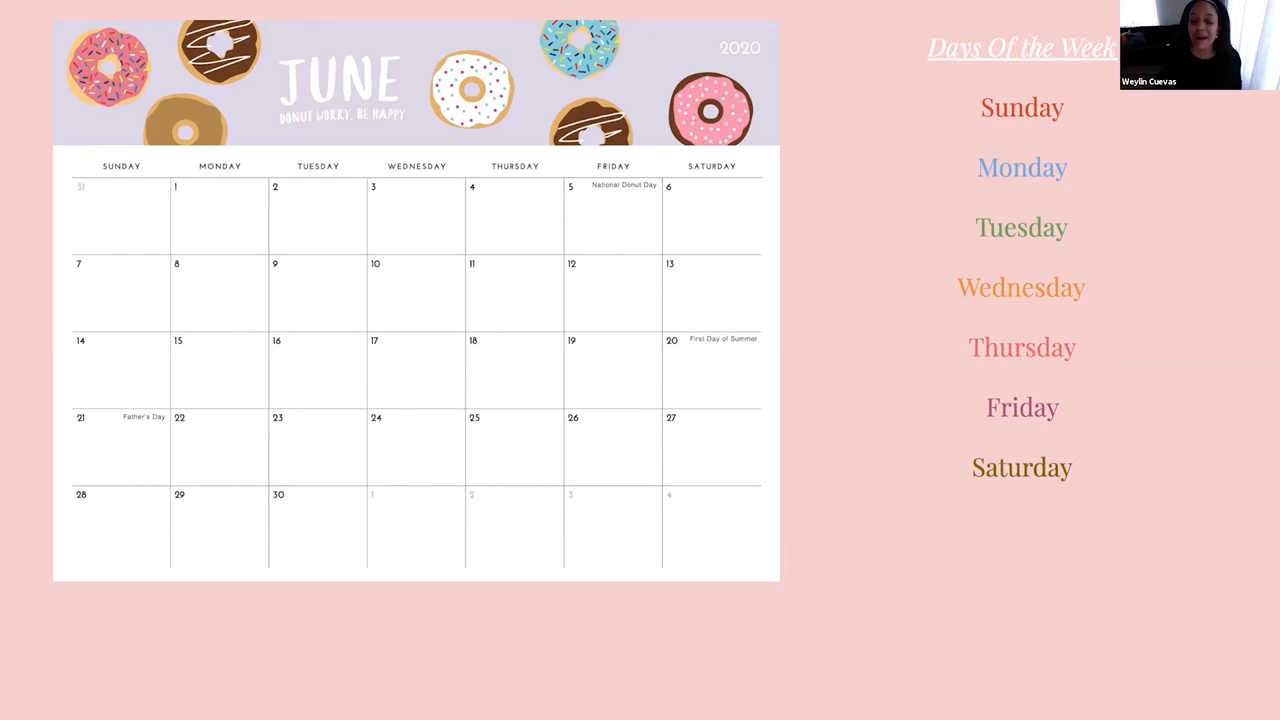 JUNE
DONUT WORRY, BE HAPPY
2020
SUNDAY MONDAY TUESDAY WEDNESDAY THURSDAY FRIDAY SATURDAY
31 1 2 3 4 5 National Donut Day 6
7 8 9 10 11 12 13
14 15 16 17 18 19 20 First Day of Summer
21 Father's Day 22 23 24 25 26 27
28 29 30 1 2 3 4
Days Of the Week
Sunday
Monday
Tuesday
Wednesday
Thursday
Friday
Saturday
Weylin Cuevas